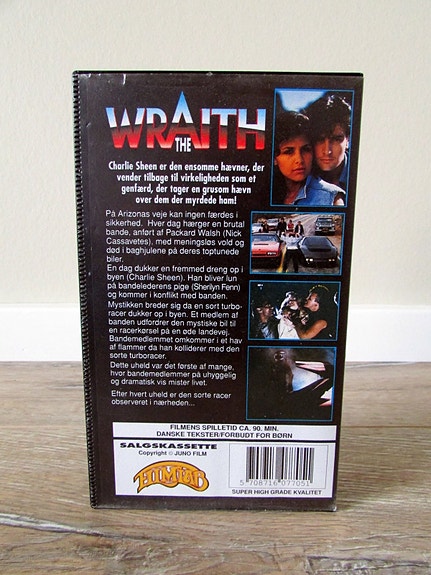 WRAITH
THE
Charlie Sheen er den ensomme hævner, der
vender tilbage til virkeligheden som et
genfærd, der tager en grusom hævn
over dem der myrdede ham!
På Arizonas veje kan ingen færdes i
sikkerhed. Hver dag hærger en brutal
bande, anført af Packard Walsh (Nick
Cassavetes), med meningsløs vold og
død i baghjulene på deres toptunede
biler.
En dag dukker en fremmed dreng op i
byen (Charlie Sheen). Han bliver lun
på bandelederens pige (Sherilyn Fenn)
og kommer i konflikt med banden.
Mystikken breder sig da en sort turbo-
racer dukker op i byen. Et medlem af
banden udfordrer den mystiske bil til
en racerkørsel på en øde landevej.
Bandemedlemmet omkommer i et hav
af flammer da han kolliderer med den
sorte turboracer.
Dette uheld var det første af mange,
hvor bandemedlemmer på uhyggelig
og dramatisk vis mister livet.
Efter hvert uheld er den sorte racer
observeret i nærheden...
FILMENS SPILLETID CA. 90. MIN.
DANSKE TEKSTER/FORBUDT FOR BØRN
SALGSKASSETTE
Copyright © JUNO FILM
5 708716 077051
SUPER HIGH GRADE KVALITET